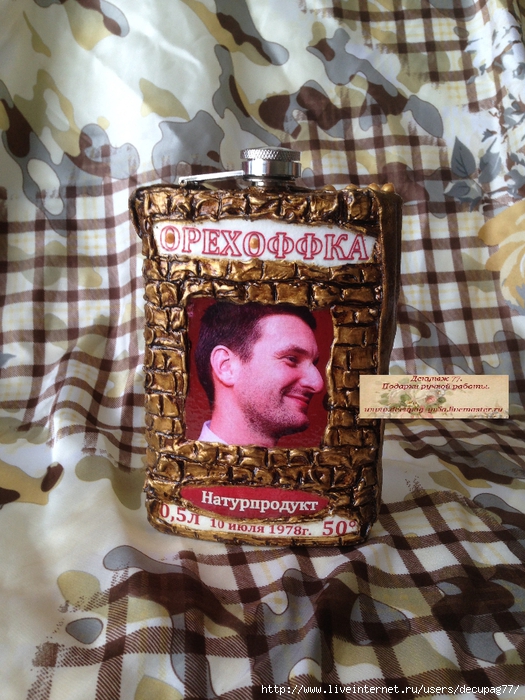 ОРЕХОФФКА
Декупаж 77.
Подарки ручной работы.
Натурпродукт
0,5л 10 июля 1978г. 50°
http://www.liveinternet.ru/users/decupag77/